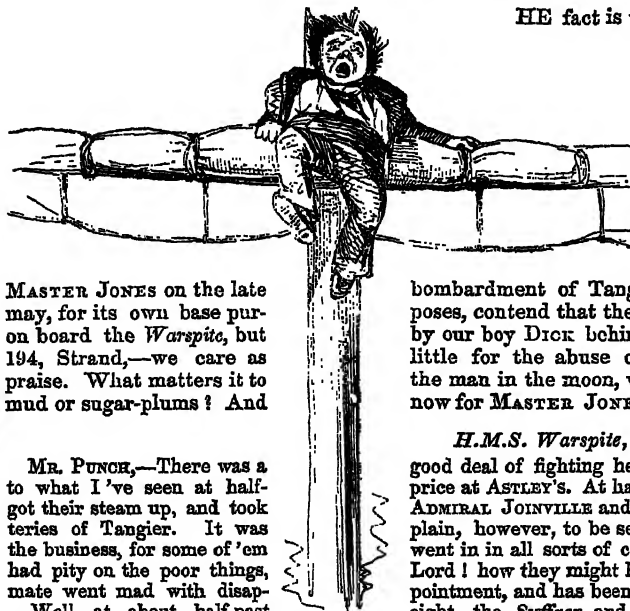 HE fact is
MASTER JONES on the late bombardment of Tang
may, for its own base pur- poses, contend that the
on board the Warspite, but by our boy DICK behin
194, Strand,—we care as little for the abuse o
praise. What matters it to the man in the moon,
mud or sugar-plums ? And now for MASTER JONE
H.M.S. Warspite,
MR. PUNCH,—There was a good deal of fighting he
to what I 've seen at half- price at ASTLEY'S. At ha
got their steam up, and took ADMIRAL JOINVILLE and
teries of Tangier. It was plain, however, to be se
the business, for some of 'em went in in all sorts of c
had pity on the poor things, Lord ! how they might
mate went mad with disap- pointment, and has been
Well, at about half-past eight, the Suffren and